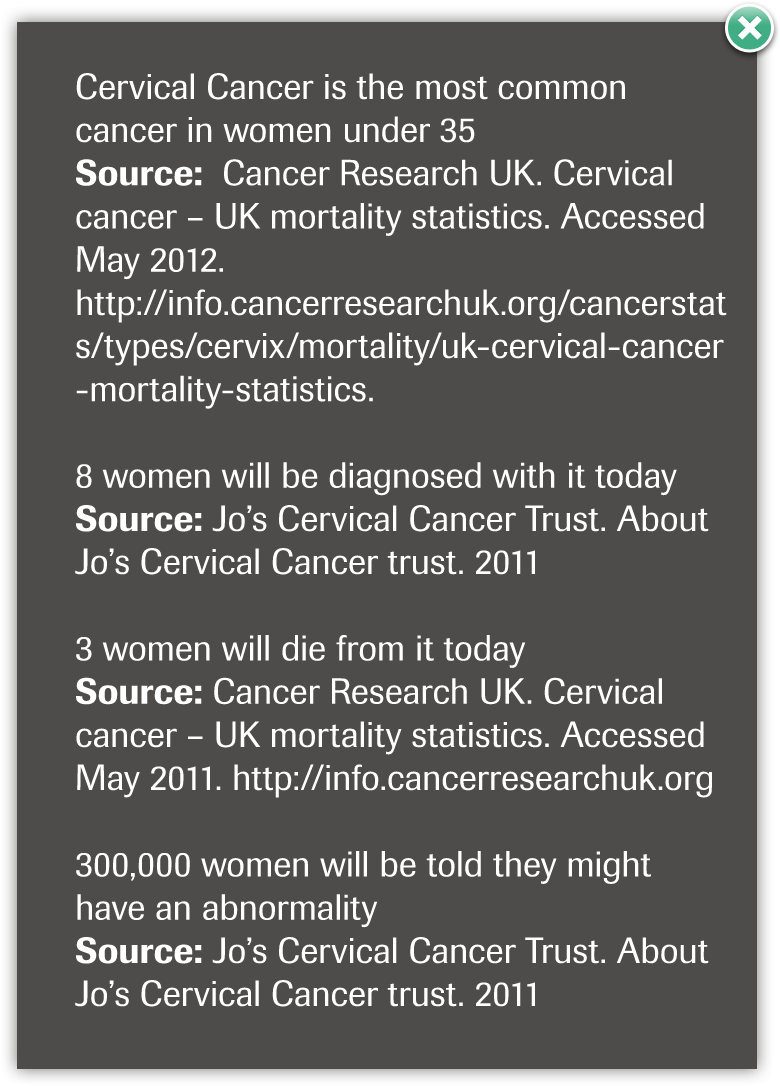 Cervical Cancer is the most common
cancer in women under 35
Source:  Cancer Research UK. Cervical
cancer – UK mortality statistics. Accessed
May 2012.
http://info.cancerresearchuk.org/cancerstat
s/types/cervix/mortality/uk-cervical-cancer
-mortality-statistics.

8 women will be diagnosed with it today
Source: Jo’s Cervical Cancer Trust. About
Jo’s Cervical Cancer trust. 2011

3 women will die from it today
Source: Cancer Research UK. Cervical
cancer – UK mortality statistics. Accessed
May 2011. http://info.cancerresearchuk.org

300,000 women will be told they might
have an abnormality
Source: Jo’s Cervical Cancer Trust. About
Jo’s Cervical Cancer trust. 2011